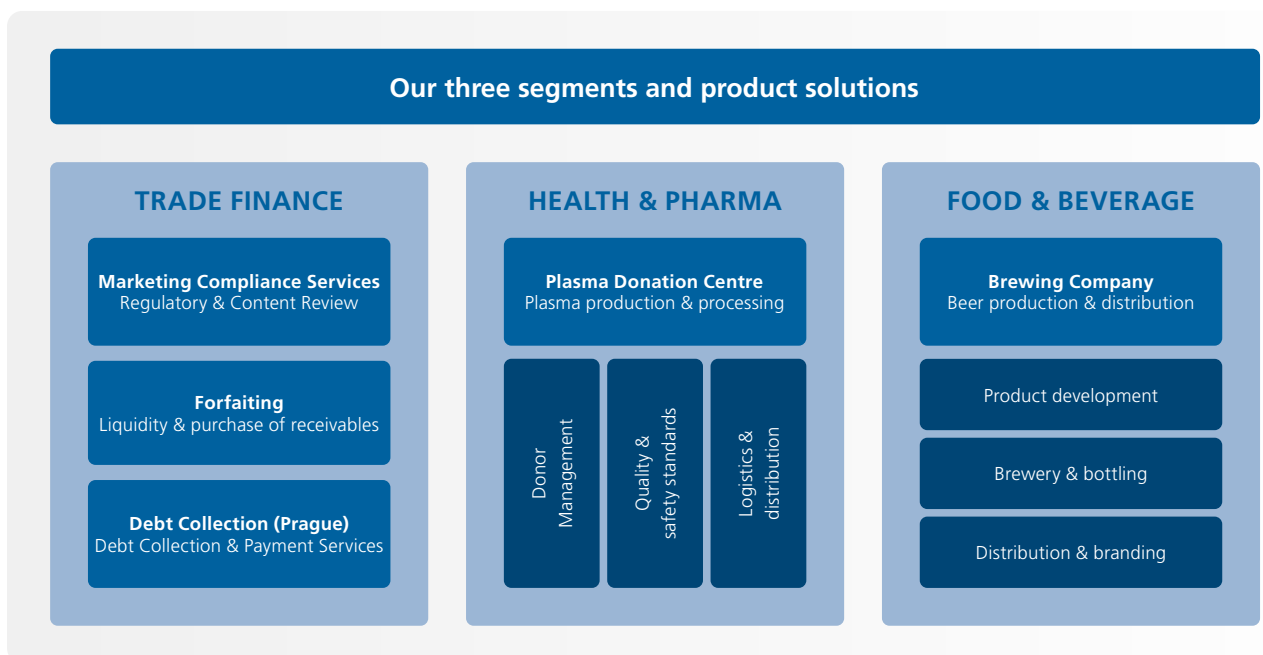 Our three segments and product solutions
TRADE FINANCE
Marketing Compliance Services
Regulatory & Content Review
Forfaiting
Liquidity & purchase of receivables
Debt Collection (Prague)
Debt Collection & Payment Services
HEALTH & PHARMA
Plasma Donation Centre
Plasma production & processing
Donor
Management
Quality &
safety standards
Logistics &
distribution
FOOD & BEVERAGE
Brewing Company
Beer production & distribution
Product development
Brewery & bottling
Distribution & branding